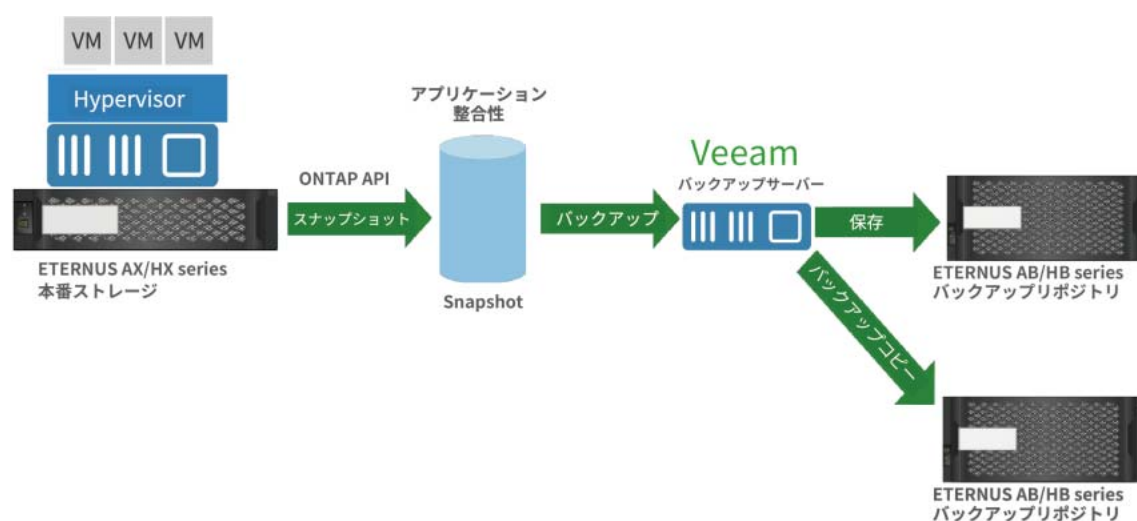 VM VM VM
Hypervisor
ETERNUS AX/HX series
本番ストレージ
ONTAP API
スナップショット
アプリケーション
整合性
Snapshot
バックアップ
Veeam
バックアップサーバー
保存
バックアップコピー
ETERNUS AB/HB series
バックアップリポジトリ
ETERNUS AB/HB series
バックアップリポジトリ